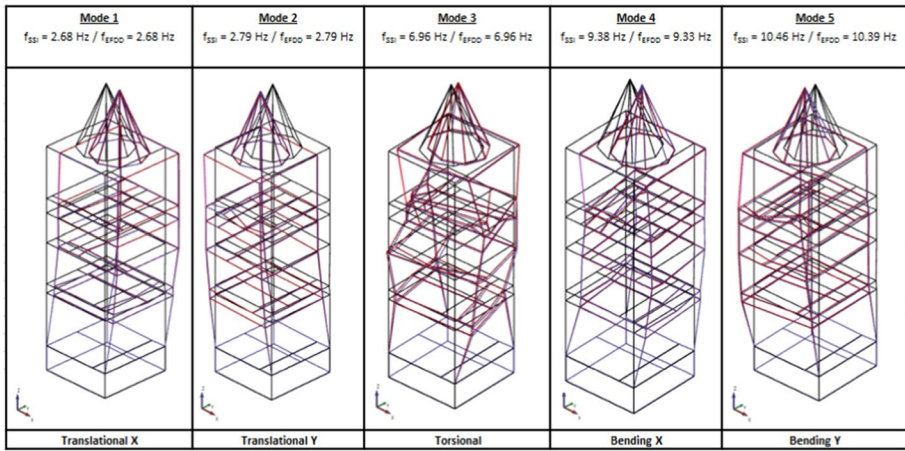 Mode 1
fSSI = 2.68 Hz / fEFDD = 2.68 Hz
Mode 2
fSSI = 2.79 Hz / fEFDD = 2.79 Hz
Mode 3
fSSI = 6.96 Hz / fEFDD = 6.96 Hz
Mode 4
fSSI = 9.38 Hz / fEFDD = 9.33 Hz
Mode 5
fSSI = 10.46 Hz / fEFDD = 10.39 Hz
Translational X
Translational Y
Torsional
Bending X
Bending Y